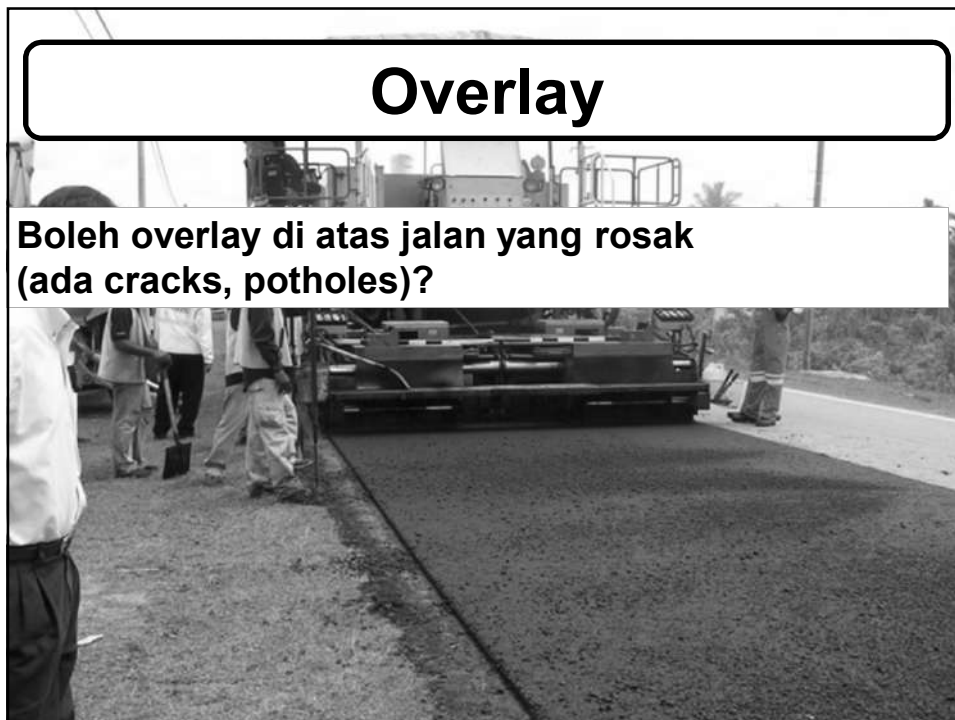 Overlay
Boleh overlay di atas jalan yang rosak
(ada cracks, potholes)?